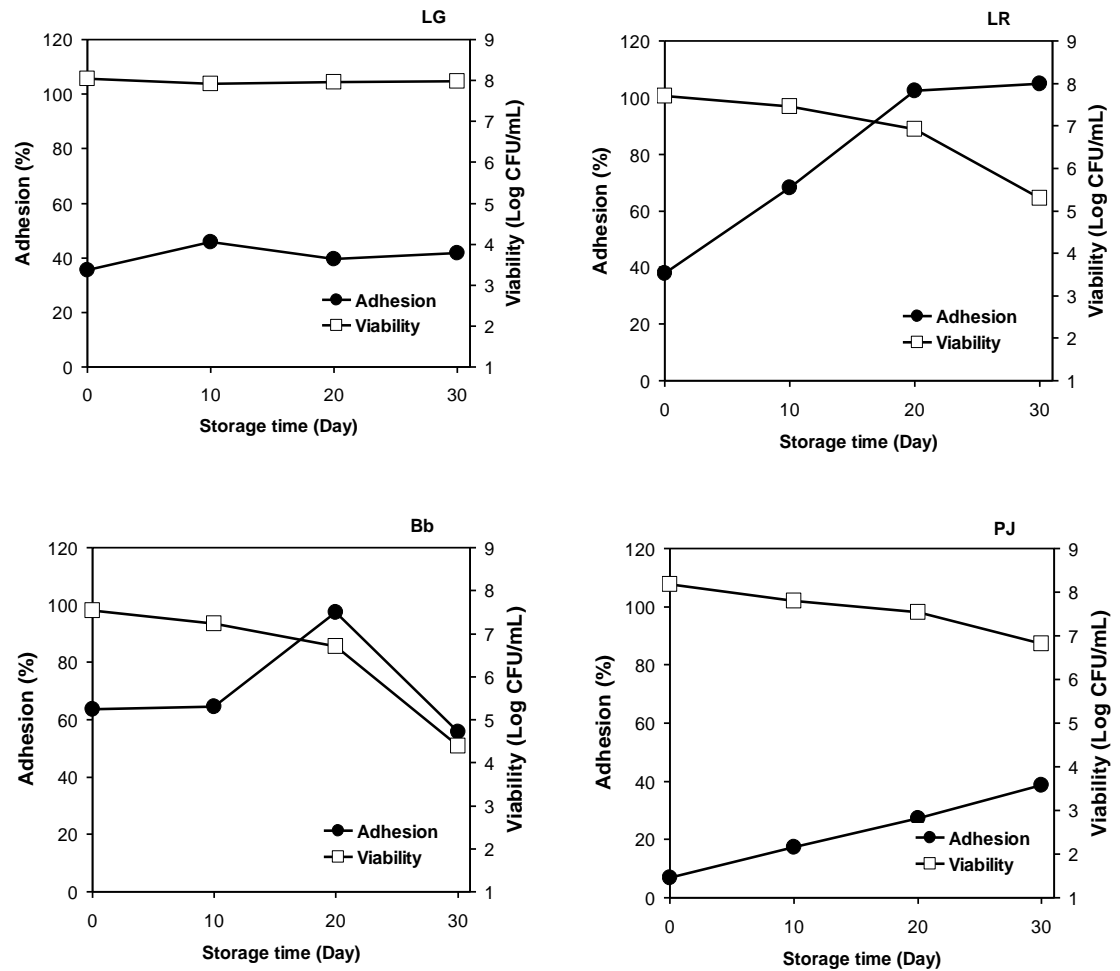 LG
120
100
80
60
40
20
0
Adhesion (%)
9
8
7
6
5
4
3
2
1
Viability (Log CFU/mL)
Adhesion
Viability
0 10 20 30
Storage time (Day)
LR
120
100
80
60
40
20
0
Adhesion (%)
9
8
7
6
5
4
3
2
1
Viability (Log CFU/mL)
Adhesion
Viability
0 10 20 30
Storage time (Day)
Bb
120
100
80
60
40
20
0
Adhesion (%)
9
8
7
6
5
4
3
2
1
Viability (Log CFU/mL)
Adhesion
Viability
0 10 20 30
Storage time (Day)
PJ
120
100
80
60
40
20
0
Adhesion (%)
9
8
7
6
5
4
3
2
1
Viability (Log CFU/mL)
Adhesion
Viability
0 10 20 30
Storage time (Day)